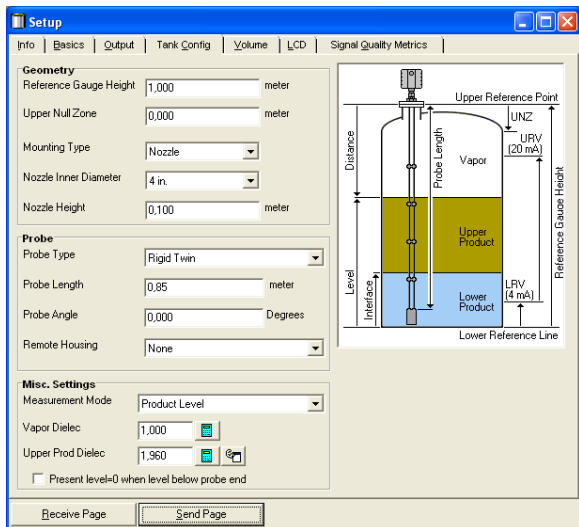 Setup
Info Basics Output Tank Config Volume LCD Signal Quality Metrics
Geometry
Reference Gauge Height 1,000 meter
Upper Null Zone 0,000 meter
Mounting Type Nozzle
Nozzle Inner Diameter 4 in.
Nozzle Height 0,100 meter
Probe
Probe Type Rigid Twin
Probe Length 0,85 meter
Probe Angle 0,000 Degrees
Remote Housing None
Misc. Settings
Measurement Mode Product Level
Vapor Dielec 1,000
Upper Prod Dielec 1,960
Present level=0 when level below probe end
Receive Page Send Page
Upper Reference Point
UNZ
URV
(20 mA)
Distance
Probe Length
Vapor
Reference Gauge Height
Upper
Product
Level
Interface
Lower
Product
LRV
(4 mA)
Lower Reference Line